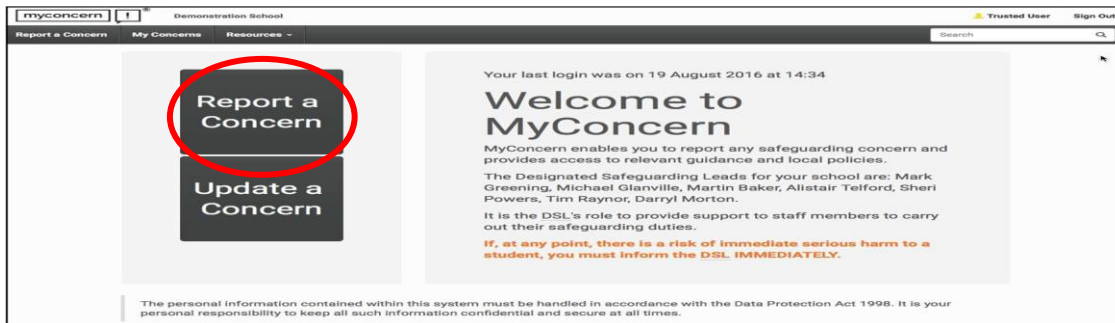 myconcern ! Demonstration School Trusted User Sign Out
Report a Concern My Concerns Resources Search
Report a
Concern
Update a
Concern
Your last login was on 19 August 2016 at 14:34
Welcome to
MyConcern
MyConcern enables you to report any safeguarding concern and
provides access to relevant guidance and local policies.
The Designated Safeguarding Leads for your school are: Mark
Greening, Michael Glanville, Martin Baker, Alistair Telford, Sheri
Powers, Tim Raynor, Darryl Morton.
It is the DSL's role to provide support to staff members to carry
out their safeguarding duties.
If, at any point, there is a risk of immediate serious harm to a
student, you must inform the DSL IMMEDIATELY.
The personal information contained within this system must be handled in accordance with the Data Protection Act 1998. It is your
personal responsibility to keep all such information confidential and secure at all times.